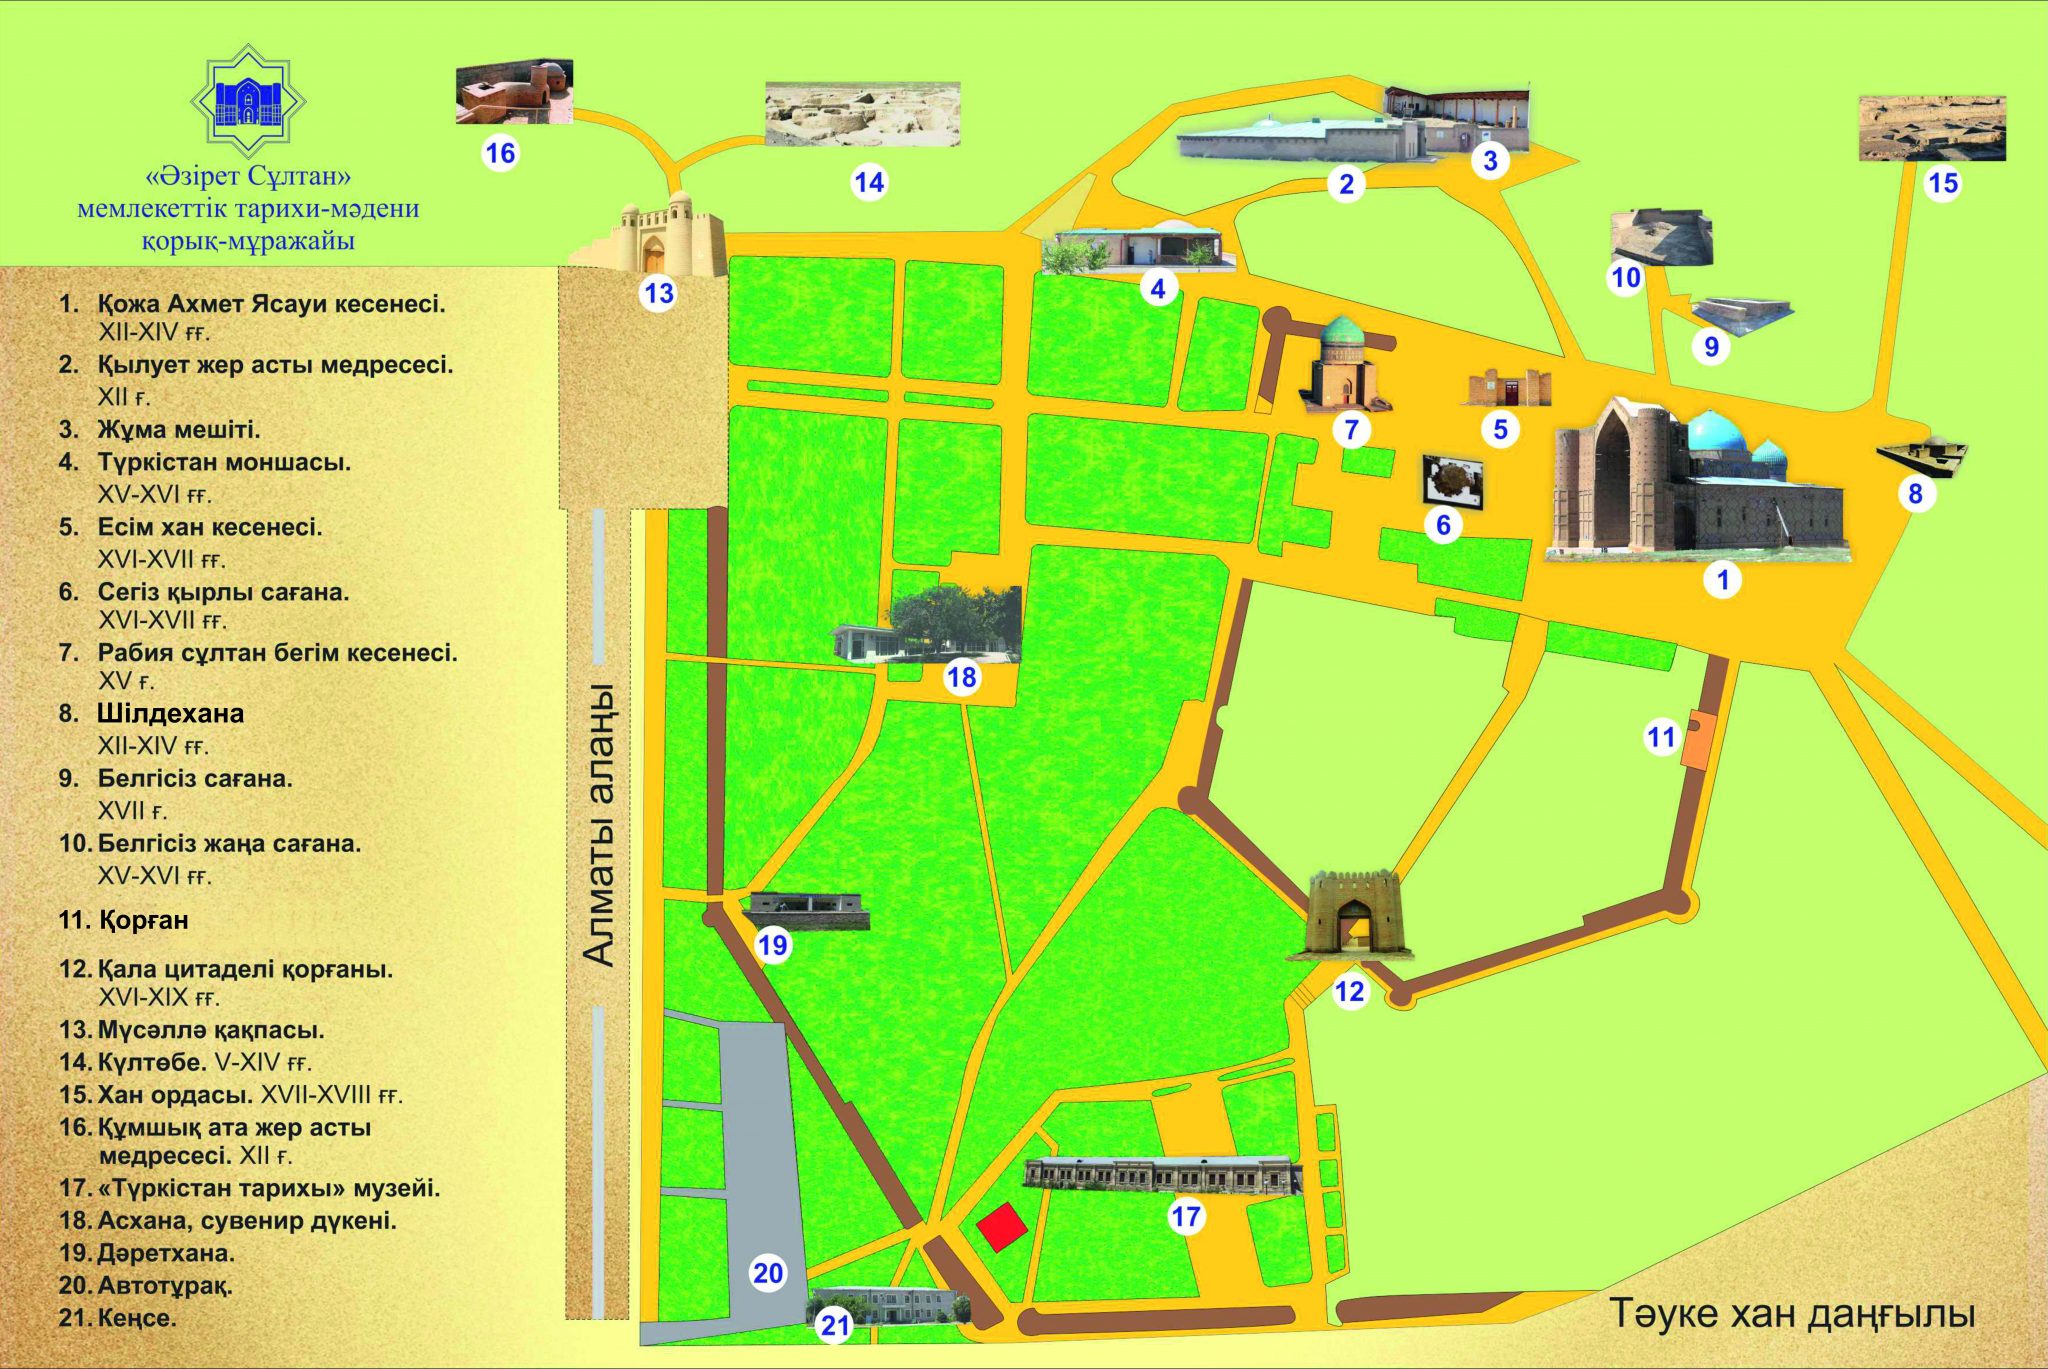 «Әзірет Сұлтан»
мемлекеттік тарихи-мәдени
қорық-мұражайы
1. Қожа Ахмет Ясауи кесенесі.
XII-XIV ғғ.
2. Қылует жер асты медресесі.
XII ғ.
3. Жұма мешіті.
4. Түркістан моншасы.
XV-XVI ғғ.
5. Есім хан кесенесі.
XVI-XVII ғғ.
6. Сегіз қырлы сағана.
XVI-XVII ғғ.
7. Рабия сұлтан бегім кесенесі.
XV ғ.
8. Шілдехана
XII-XIV ғғ.
9. Белгісіз сағана.
XVII ғ.
10. Белгісіз жаңа сағана.
XV-XVI ғғ.
11. Қорған
12. Қала цитаделі қорғаны.
XVI-XIX ғғ.
13. Мүсәллә қақпасы.
14. Күлтөбе. V-XIV ғғ.
15. Хан ордасы. XVII-XVIII ғғ.
16. Құмшық ата жер асты
медресесі. XII ғ.
17. «Түркістан тарихы» музейі.
18. Асхана, сувенир дүкені.
19. Дәретхана.
20. Автотұрақ.
21. Кеңсе.
16
14
2
3
15
13
4
10
9
7
5
6
8
1
18
11
19
12
17
20
21
Алматы алаңы
Тәуке хан даңғылы